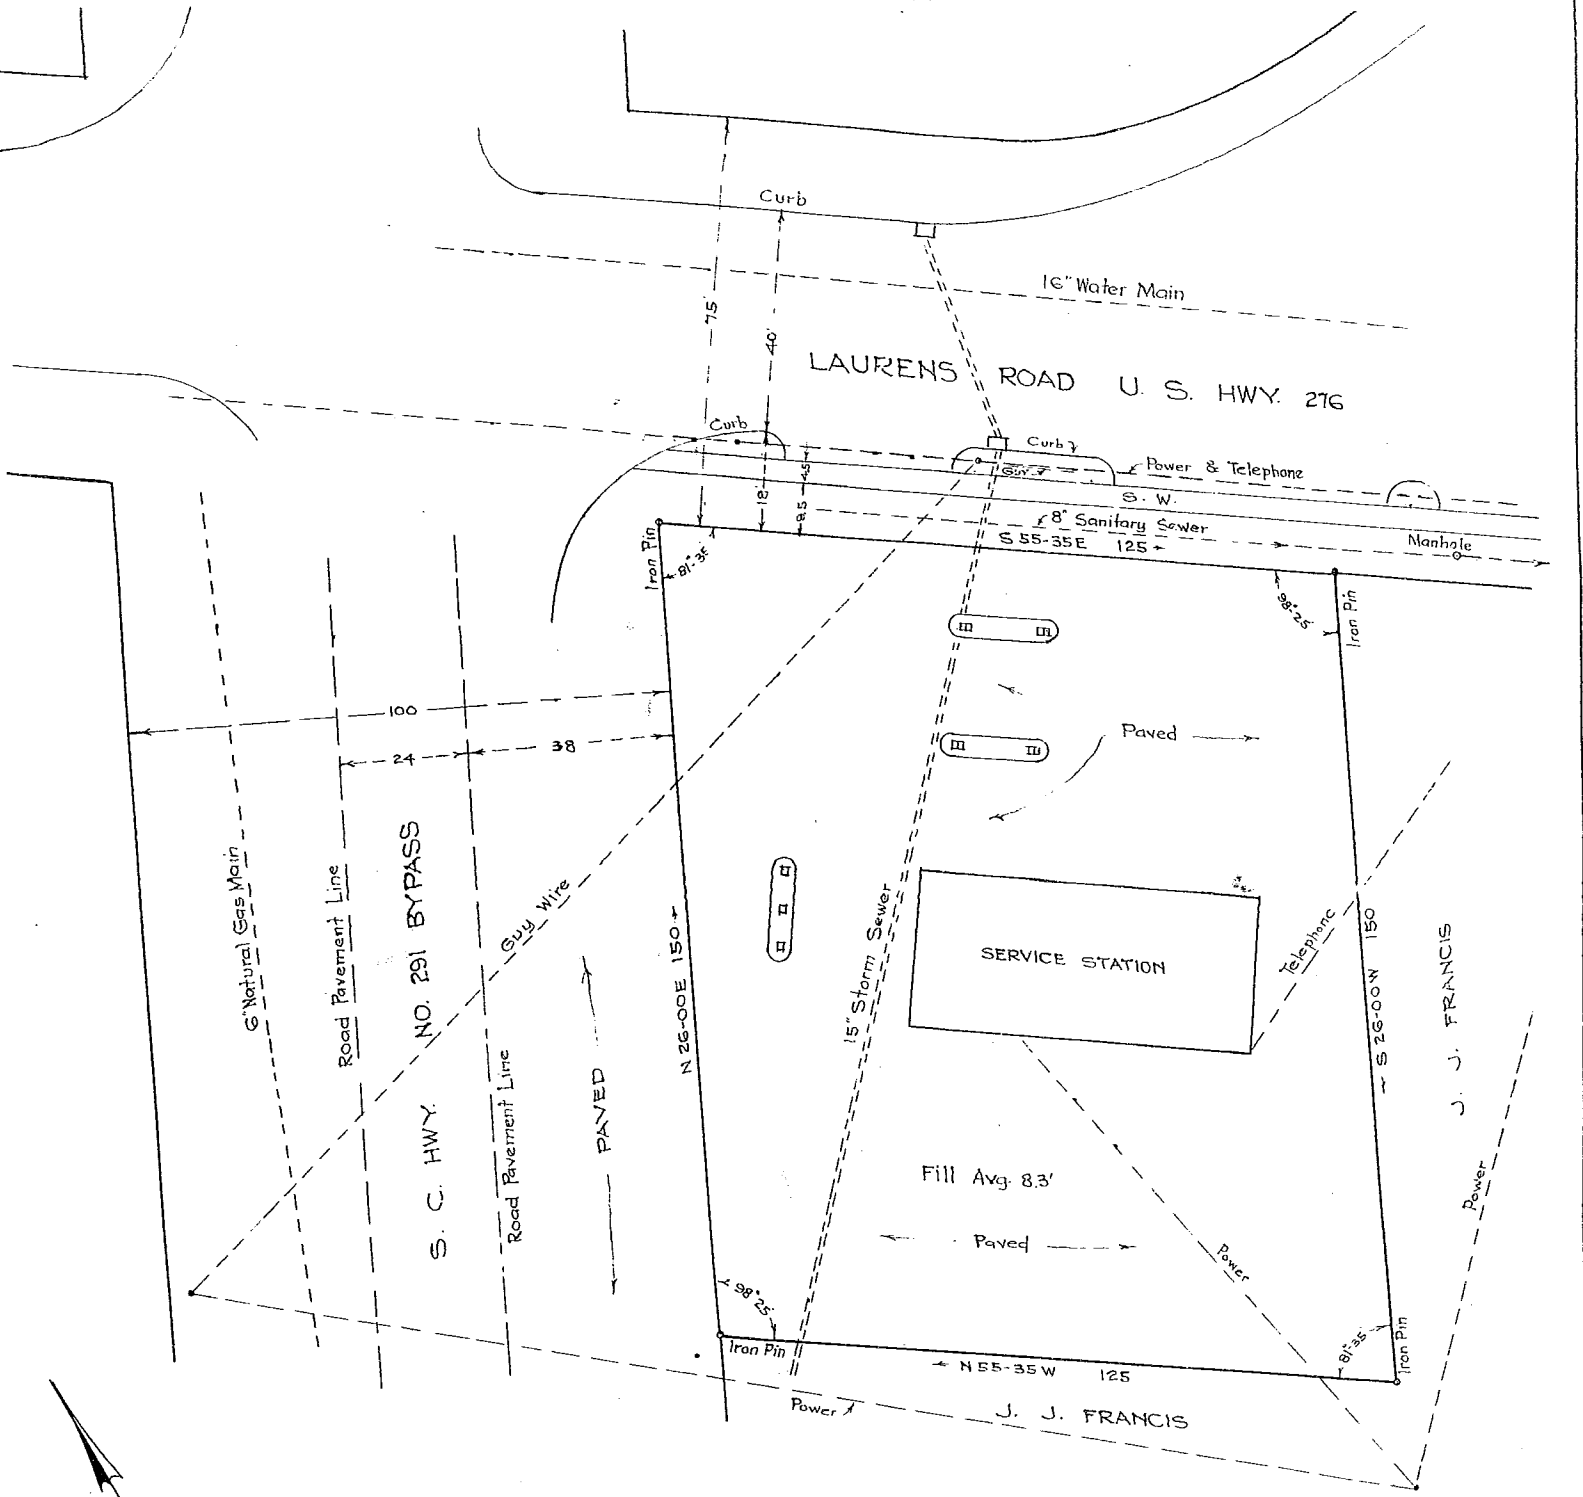 Curb
16" Water Main
75'
40'
LAURENS ROAD U. S. HWY. 276
Curb
Curb
Power & Telephone
Guy
S. W.
4.5
18'
8.5
8" Sanitary Sewer
S 55-35E 125
Manhole
Iron Pin
81°-35'
98°-25'
Iron Pin
100
24
38
Paved
6" Natural Gas Main
Road Pavement Line
S. C. HWY. NO. 291 BYPASS
Road Pavement Line
Guy Wire
PAVED
N 26-00E 150
15" Storm Sewer
SERVICE STATION
Telephone
S 26-00W 150
J. J. FRANCIS
Fill Avg. 8.3'
Paved
Power
Power
98°25'
Iron Pin
81°35'
Iron Pin
N 55-35 W 125
Power
J. J. FRANCIS